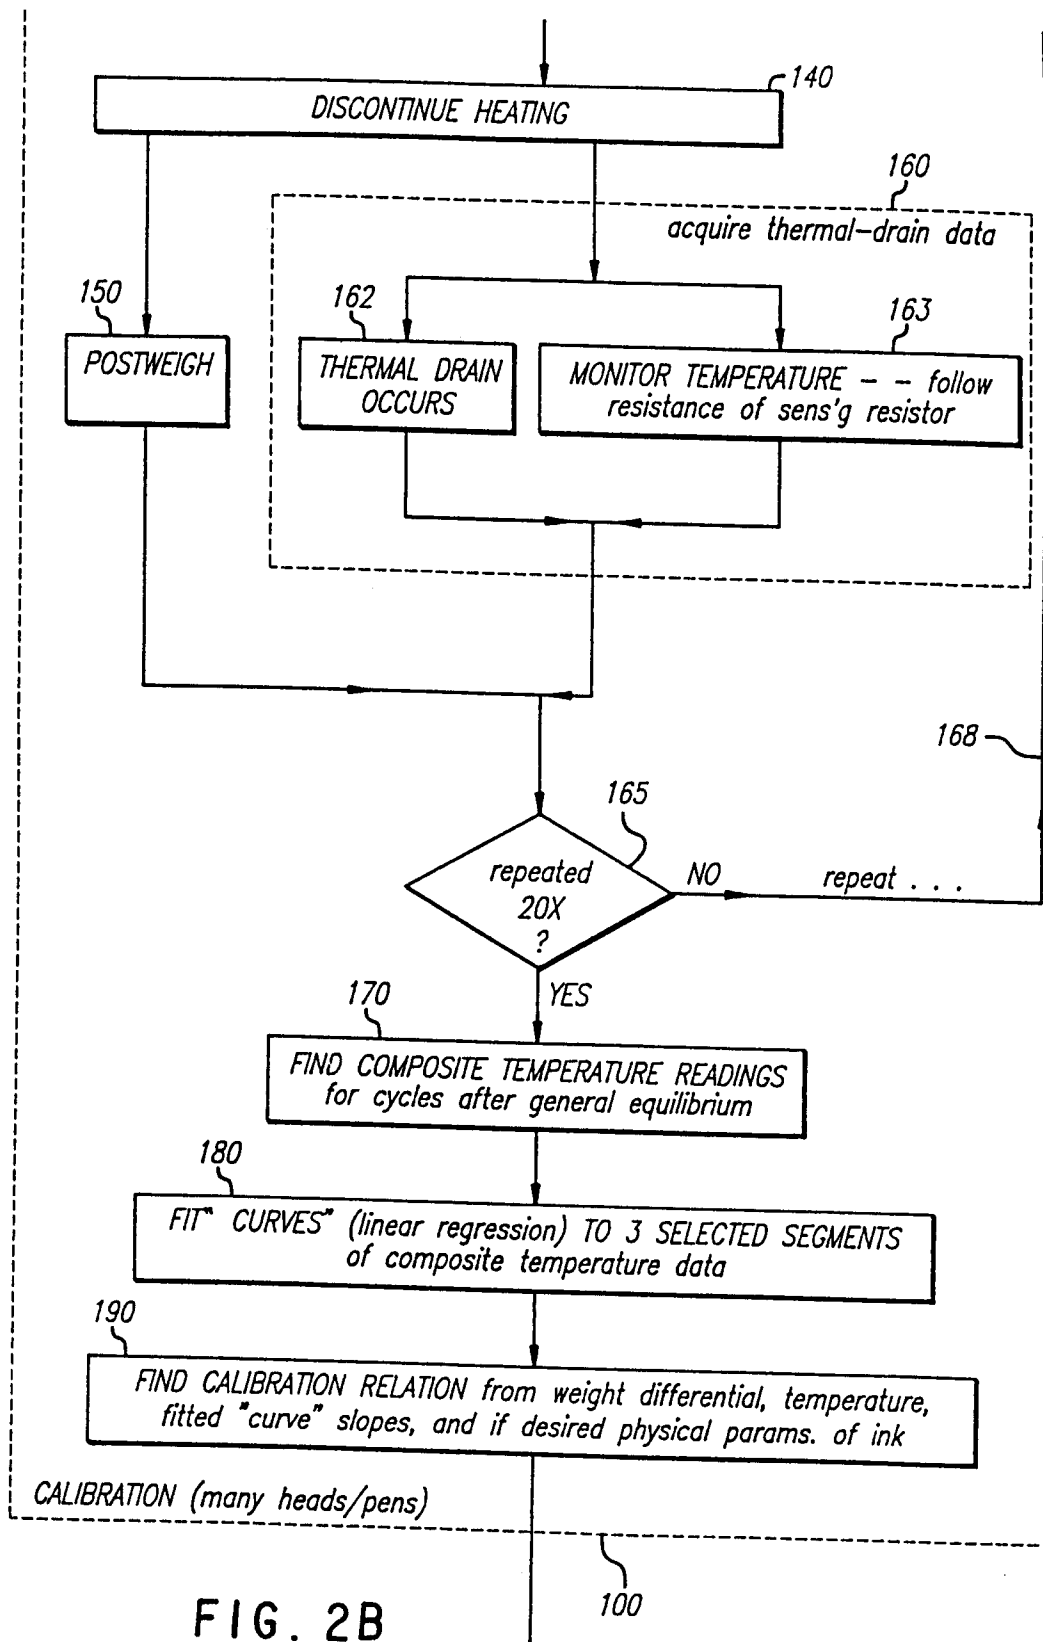 140
DISCONTINUE HEATING
160
acquire thermal-drain data
150
POSTWEIGH
162
THERMAL DRAIN
OCCURS
163
MONITOR TEMPERATURE - - follow
resistance of sens'g resistor
168
165
repeated
20X
?
NO
repeat . . .
YES
170
FIND COMPOSITE TEMPERATURE READINGS
for cycles after general equilibrium
180
FIT" CURVES" (linear regression) TO 3 SELECTED SEGMENTS
of composite temperature data
190
FIND CALIBRATION RELATION from weight differential, temperature,
fitted "curve" slopes, and if desired physical params. of ink
CALIBRATION (many heads/pens)
100
FIG. 2B